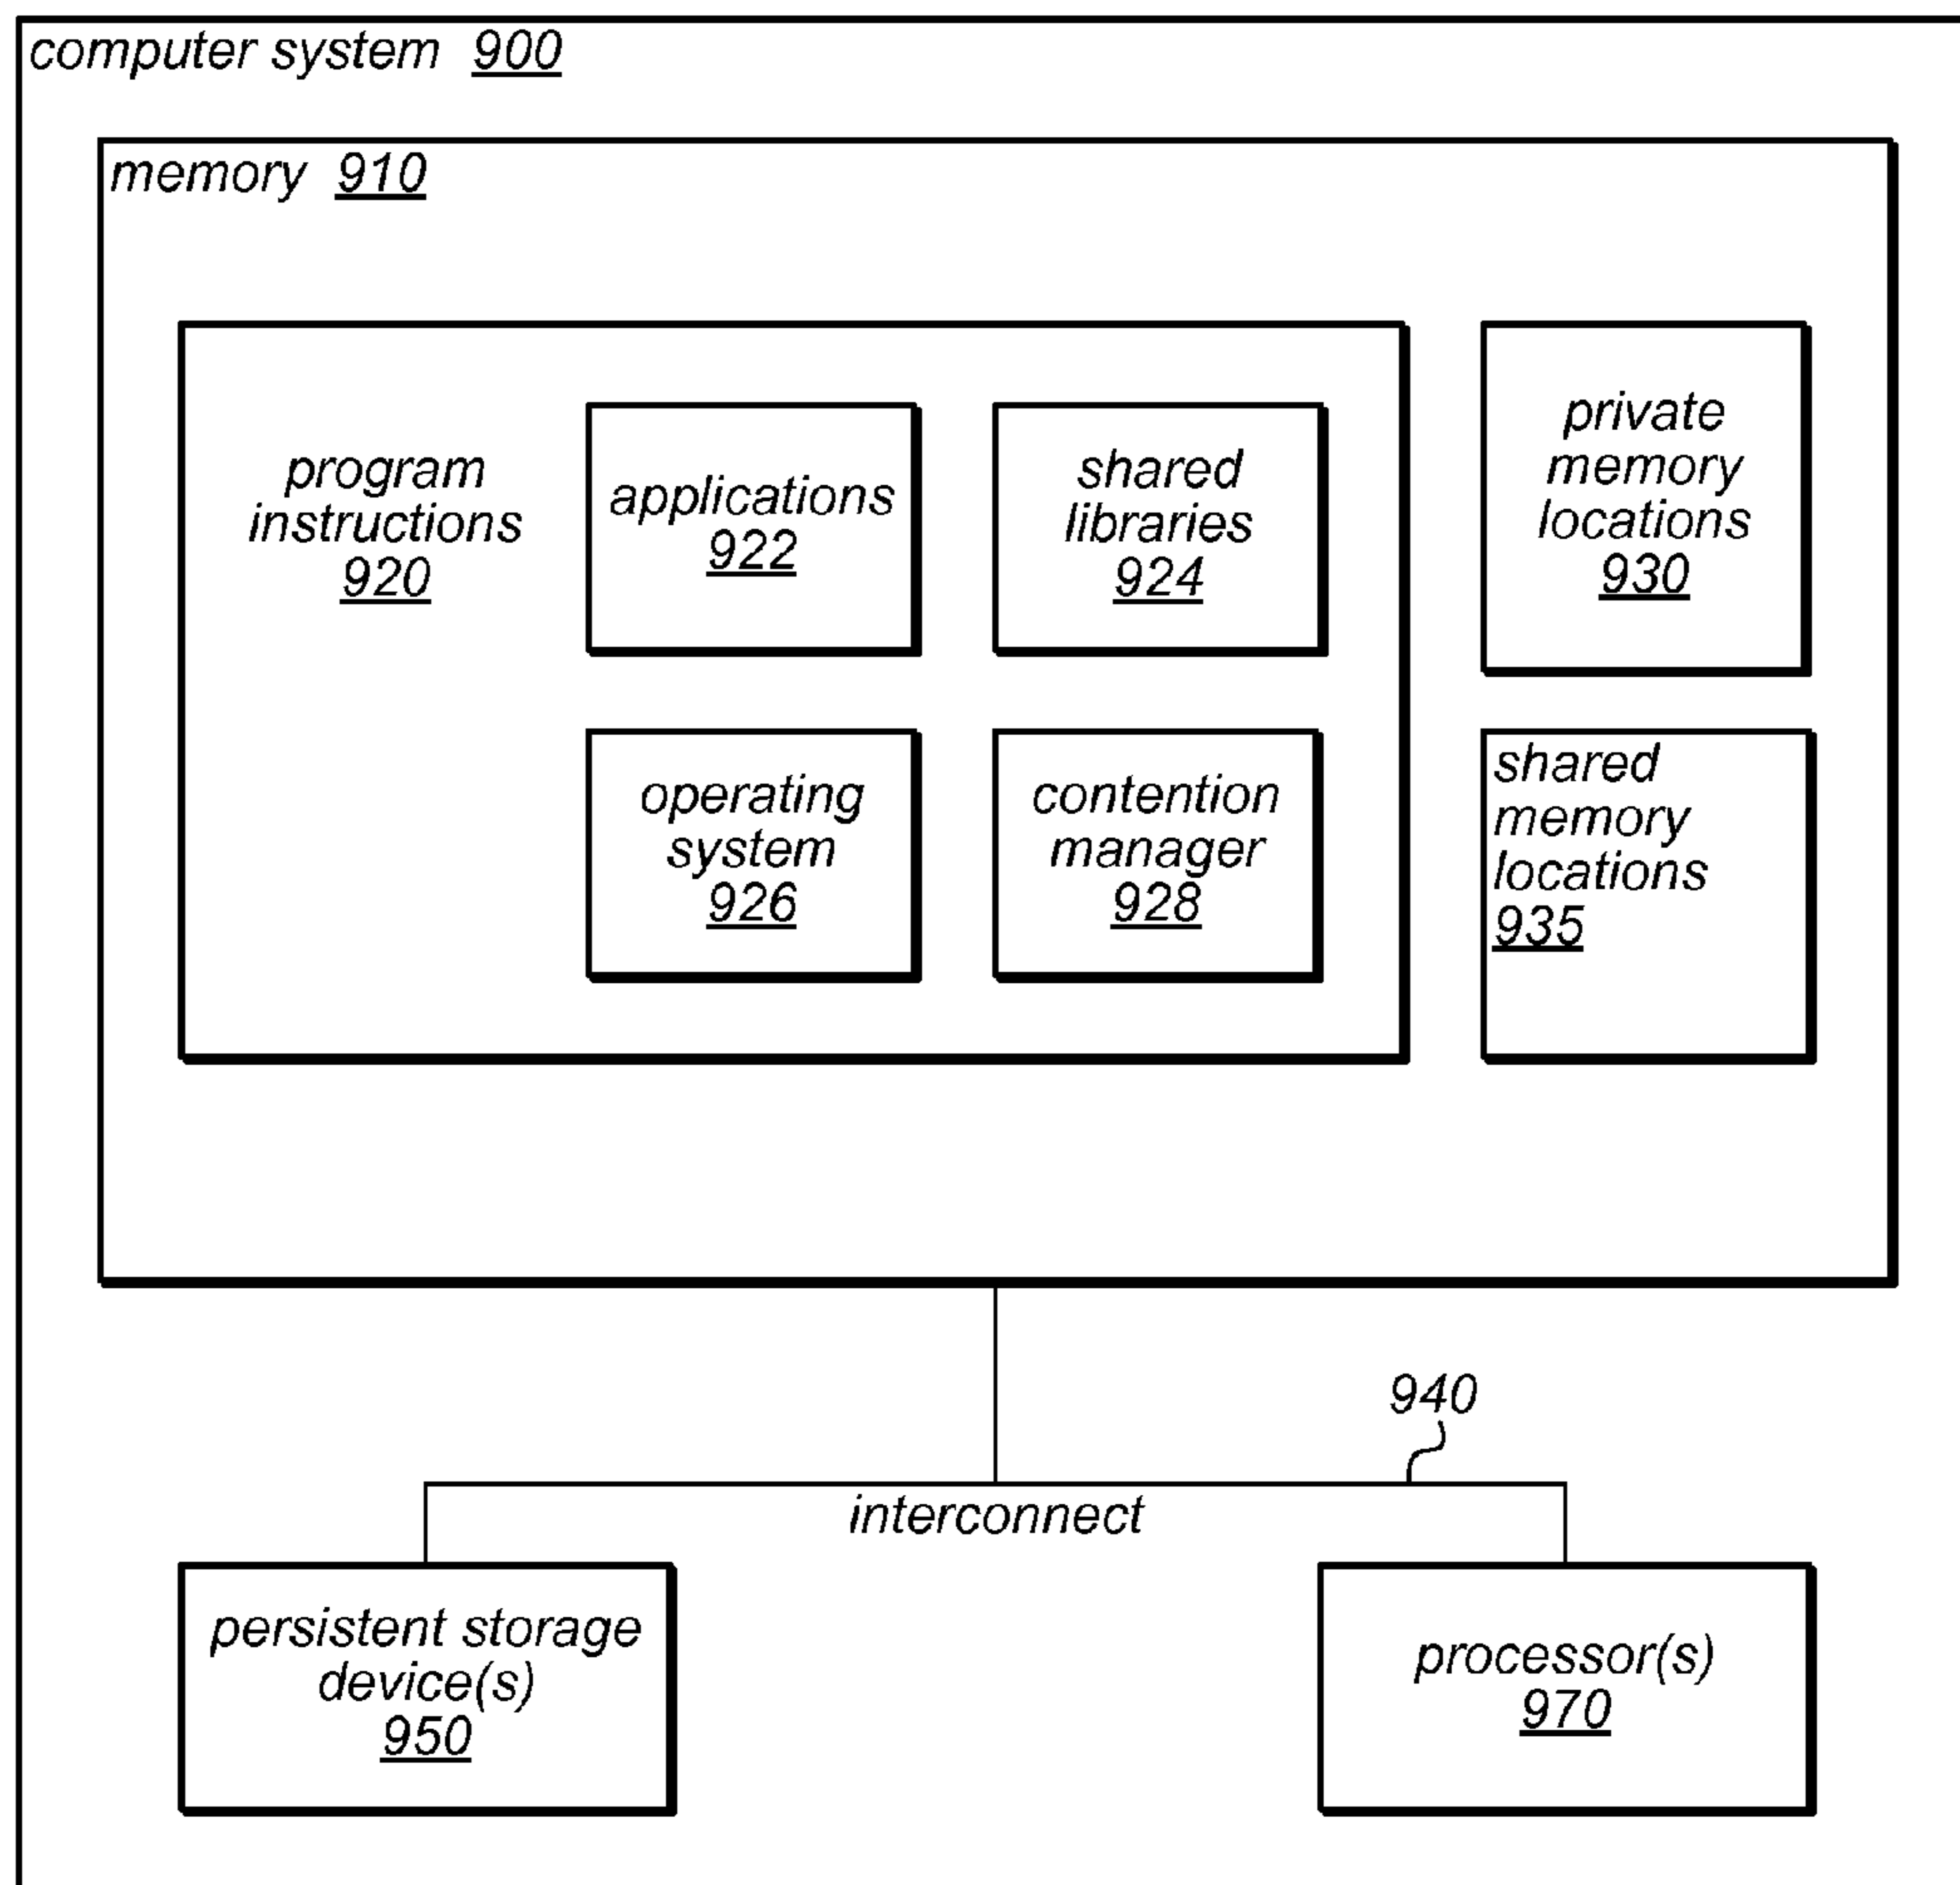 computer system 900
memory 910
program
instructions
920
applications
922
shared
libraries
924
private
memory
locations
930
operating
system
926
contention
manager
928
shared
memory
locations
935
940
interconnect
persistent storage
device(s)
950
processor(s)
970